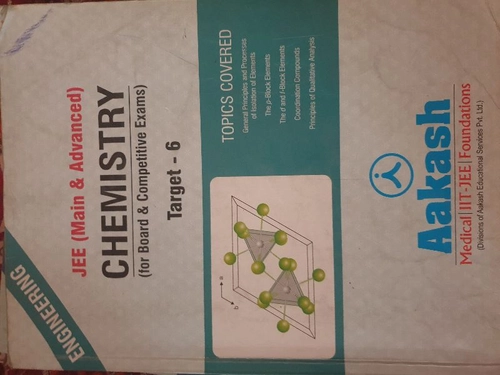 ENGINEERING
JEE (Main & Advanced)
CHEMISTRY
(for Board & Competitive Exams)
Target - 6
TOPICS COVERED
General Principles and Processes
of Isolation of Elements
The p-Block Elements
The d and f-Block Elements
Coordination Compounds
Principles of Qualitative Analysis
a
b
Aakash
Medical|IIT-JEE|Foundations
(Divisions of Aakash Educational Services Pvt. Ltd.)